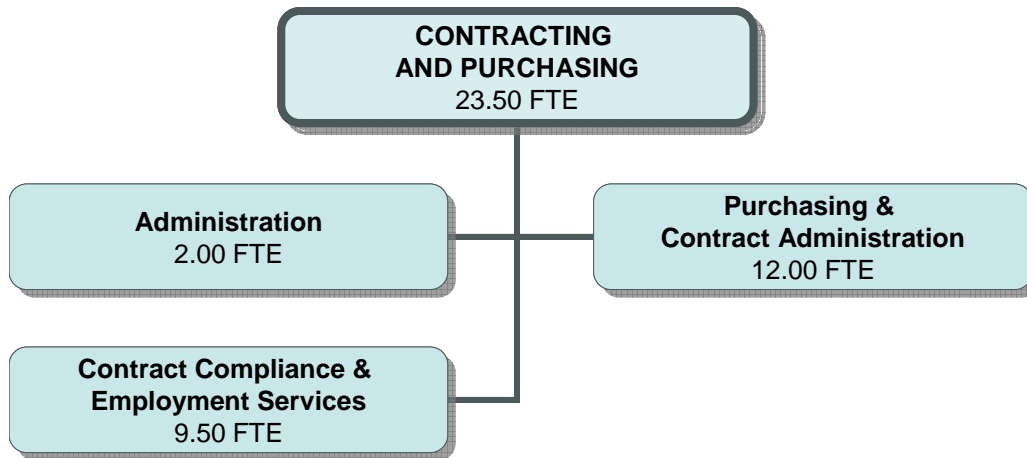 CONTRACTING
AND PURCHASING
23.50 FTE
Administration
2.00 FTE
Purchasing &
Contract Administration
12.00 FTE
Contract Compliance &
Employment Services
9.50 FTE